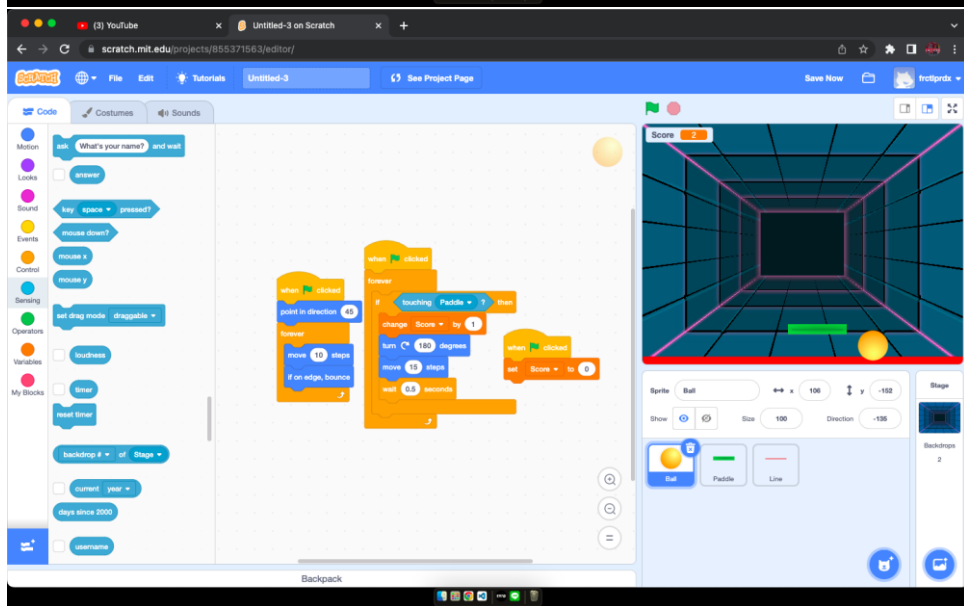 (3) YouTube
Untitled-3 on Scratch
scratch.mit.edu/projects/855371563/editor/
SCRATCH
File
Edit
Tutorials
Untitled-3
See Project Page
Save Now
frctlprdx
Code
Costumes
Sounds
Motion
Looks
Sound
Events
Control
Sensing
Operators
Variables
My Blocks
ask What's your name? and wait
answer
key space pressed?
mouse down?
mouse x
mouse y
set drag mode draggable
loudness
timer
reset timer
backdrop # of Stage
current year
days since 2000
username
when clicked
point in direction 45
forever
move 10 steps
if on edge, bounce
when clicked
forever
if touching Paddle ? then
change Score by 1
turn 180 degrees
move 15 steps
wait 0.5 seconds
when clicked
set Score to 0
Backpack
Score 2
Sprite Ball x 106 y -152
Show Size 100 Direction -135
Ball
Paddle
Line
Stage
Backdrops
2